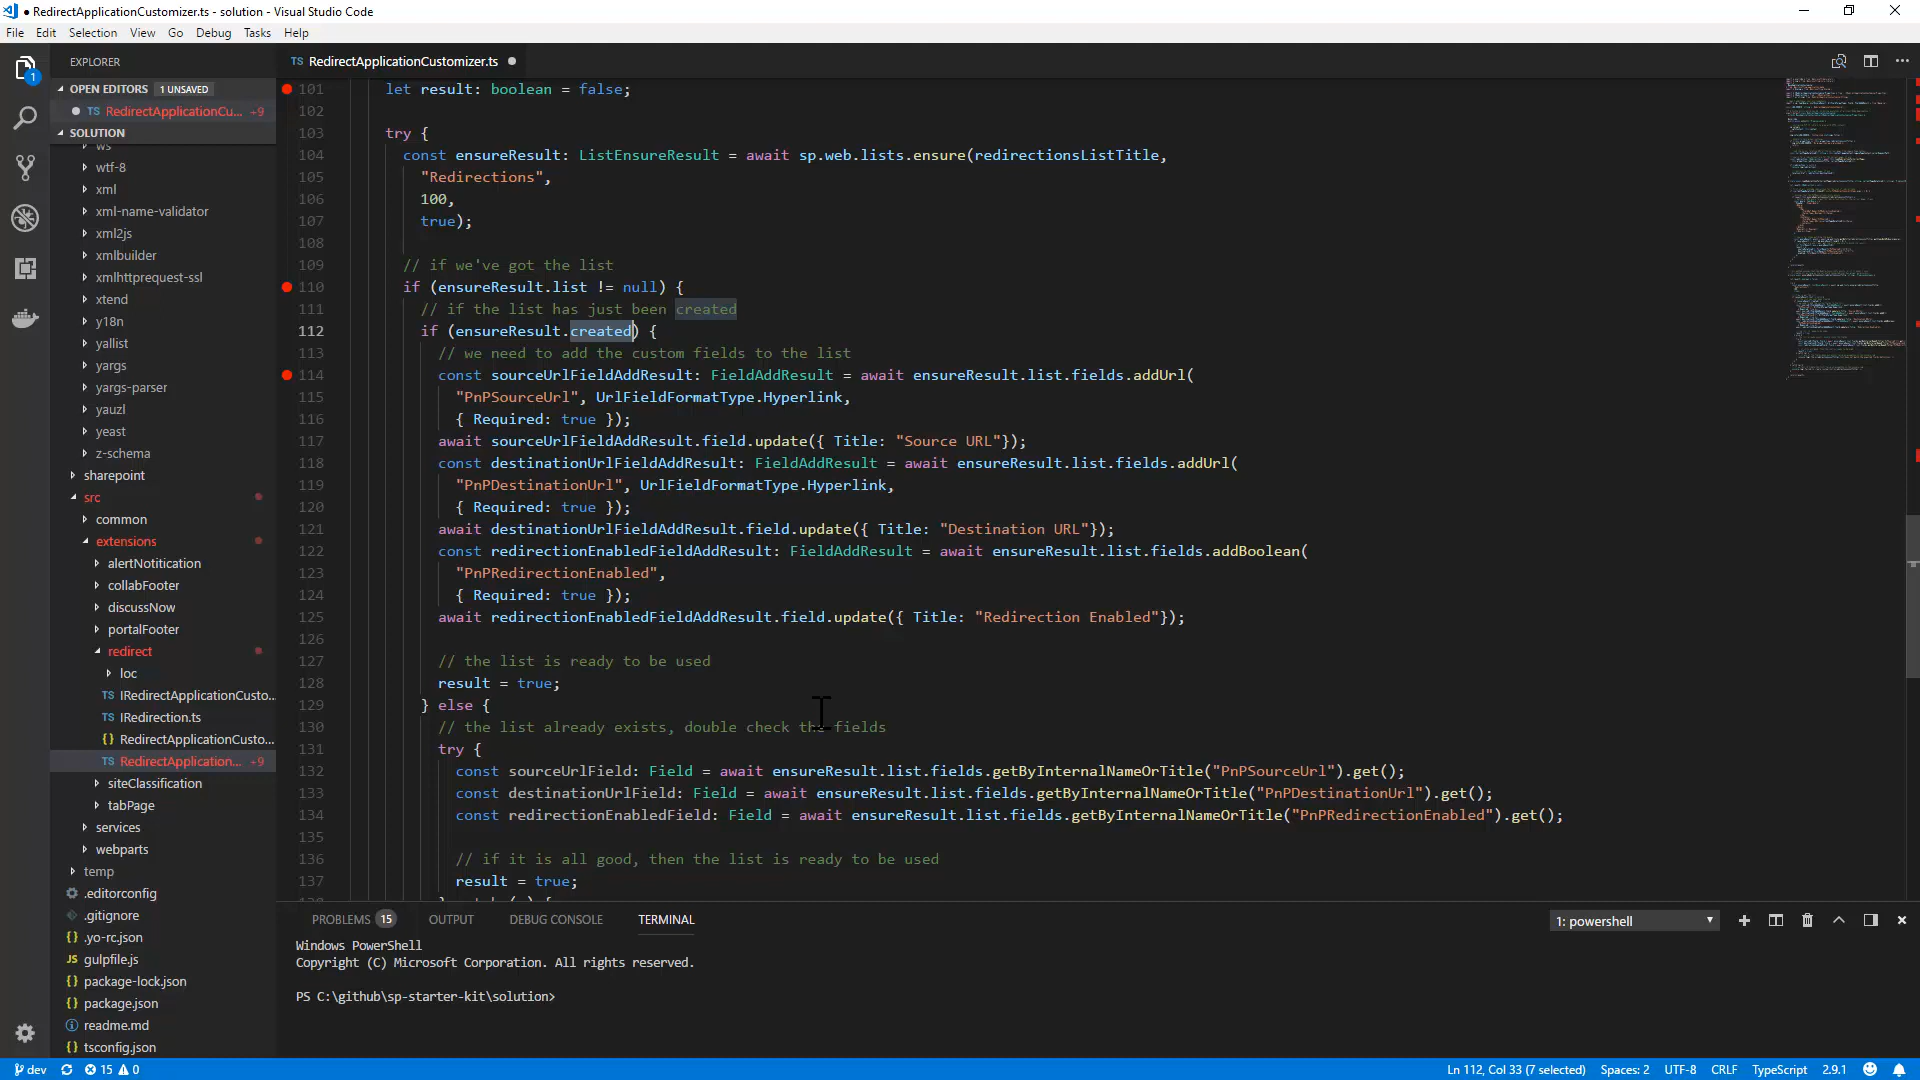 ● RedirectApplicationCustomizer.ts - solution - Visual Studio Code
File Edit Selection View Go Debug Tasks Help
EXPLORER
OPEN EDITORS 1 UNSAVED
● TS RedirectApplicationCu... +9
SOLUTION
ws
wtf-8
xml
xml-name-validator
xml2js
xmlbuilder
xmlhttprequest-ssl
xtend
y18n
yallist
yargs
yargs-parser
yauzl
yeast
z-schema
sharepoint
src
common
extensions
alertNotitication
collabFooter
discussNow
portalFooter
redirect
loc
TS IRedirectApplicationCusto...
TS IRedirection.ts
{} RedirectApplicationCusto...
TS RedirectApplication... +9
siteClassification
tabPage
services
webparts
temp
.editorconfig
.gitignore
{} .yo-rc.json
JS gulpfile.js
{} package-lock.json
{} package.json
readme.md
{} tsconfig.json
1
TS RedirectApplicationCustomizer.ts ●
101 let result: boolean = false;
102
103 try {
104 const ensureResult: ListEnsureResult = await sp.web.lists.ensure(redirectionsListTitle,
105 "Redirections",
106 100,
107 true);
108
109 // if we've got the list
110 if (ensureResult.list != null) {
111 // if the list has just been created
112 if (ensureResult.created) {
113 // we need to add the custom fields to the list
114 const sourceUrlFieldAddResult: FieldAddResult = await ensureResult.list.fields.addUrl(
115 "PnPSourceUrl", UrlFieldFormatType.Hyperlink,
116 { Required: true });
117 await sourceUrlFieldAddResult.field.update({ Title: "Source URL"});
118 const destinationUrlFieldAddResult: FieldAddResult = await ensureResult.list.fields.addUrl(
119 "PnPDestinationUrl", UrlFieldFormatType.Hyperlink,
120 { Required: true });
121 await destinationUrlFieldAddResult.field.update({ Title: "Destination URL"});
122 const redirectionEnabledFieldAddResult: FieldAddResult = await ensureResult.list.fields.addBoolean(
123 "PnPRedirectionEnabled",
124 { Required: true });
125 await redirectionEnabledFieldAddResult.field.update({ Title: "Redirection Enabled"});
126
127 // the list is ready to be used
128 result = true;
129 } else {
130 // the list already exists, double check the fields
131 try {
132 const sourceUrlField: Field = await ensureResult.list.fields.getByInternalNameOrTitle("PnPSourceUrl").get();
133 const destinationUrlField: Field = await ensureResult.list.fields.getByInternalNameOrTitle("PnPDestinationUrl").get();
134 const redirectionEnabledField: Field = await ensureResult.list.fields.getByInternalNameOrTitle("PnPRedirectionEnabled").get();
135
136 // if it is all good, then the list is ready to be used
137 result = true;
PROBLEMS 15 OUTPUT DEBUG CONSOLE TERMINAL 1: powershell
Windows PowerShell
Copyright (C) Microsoft Corporation. All rights reserved.
PS C:\github\sp-starter-kit\solution>
dev 15 0 Ln 112, Col 33 (7 selected) Spaces: 2 UTF-8 CRLF TypeScript 2.9.1